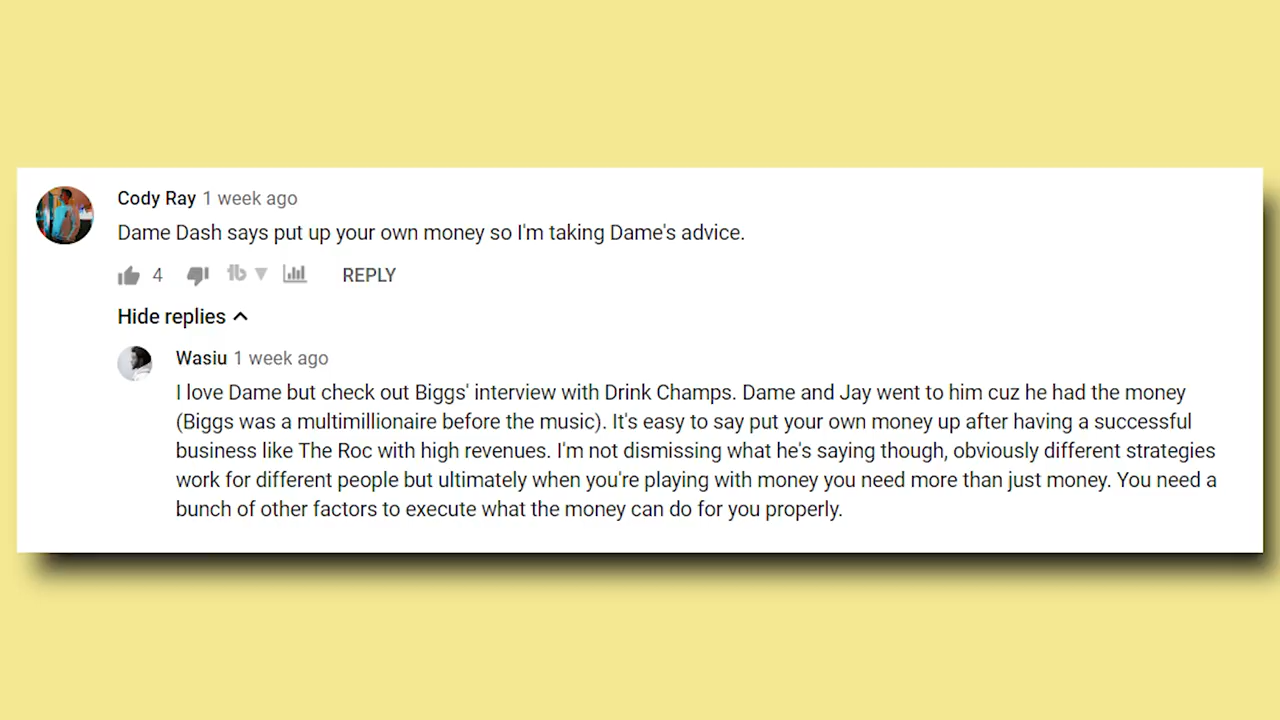 Cody Ray 1 week ago
Dame Dash says put up your own money so I'm taking Dame's advice.
4 REPLY
Hide replies
Wasiu 1 week ago
I love Dame but check out Biggs' interview with Drink Champs. Dame and Jay went to him cuz he had the money
(Biggs was a multimillionaire before the music). It's easy to say put your own money up after having a successful
business like The Roc with high revenues. I'm not dismissing what he's saying though, obviously different strategies
work for different people but ultimately when you're playing with money you need more than just money. You need a
bunch of other factors to execute what the money can do for you properly.